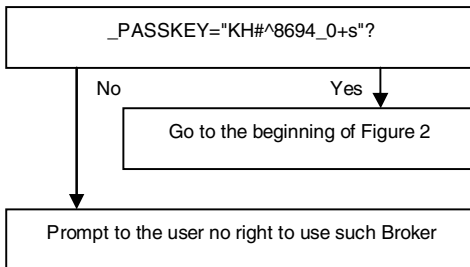 _PASSKEY="KH#^8694_0+s"?
No Yes
Go to the beginning of Figure 2
Prompt to the user no right to use such Broker